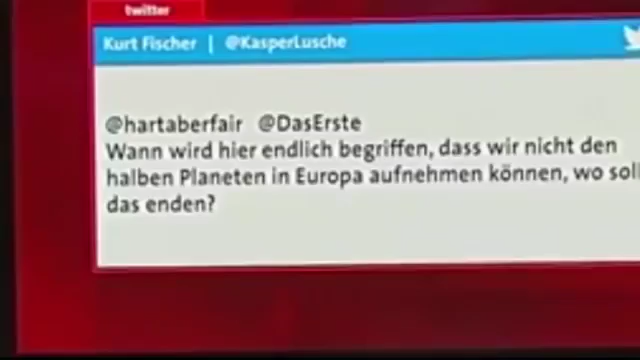 twitter
Kurt Fischer | @KasperLusche
@hartaberfair @DasErste
Wann wird hier endlich begriffen, dass wir nicht den
halben Planeten in Europa aufnehmen können, wo soll
das enden?